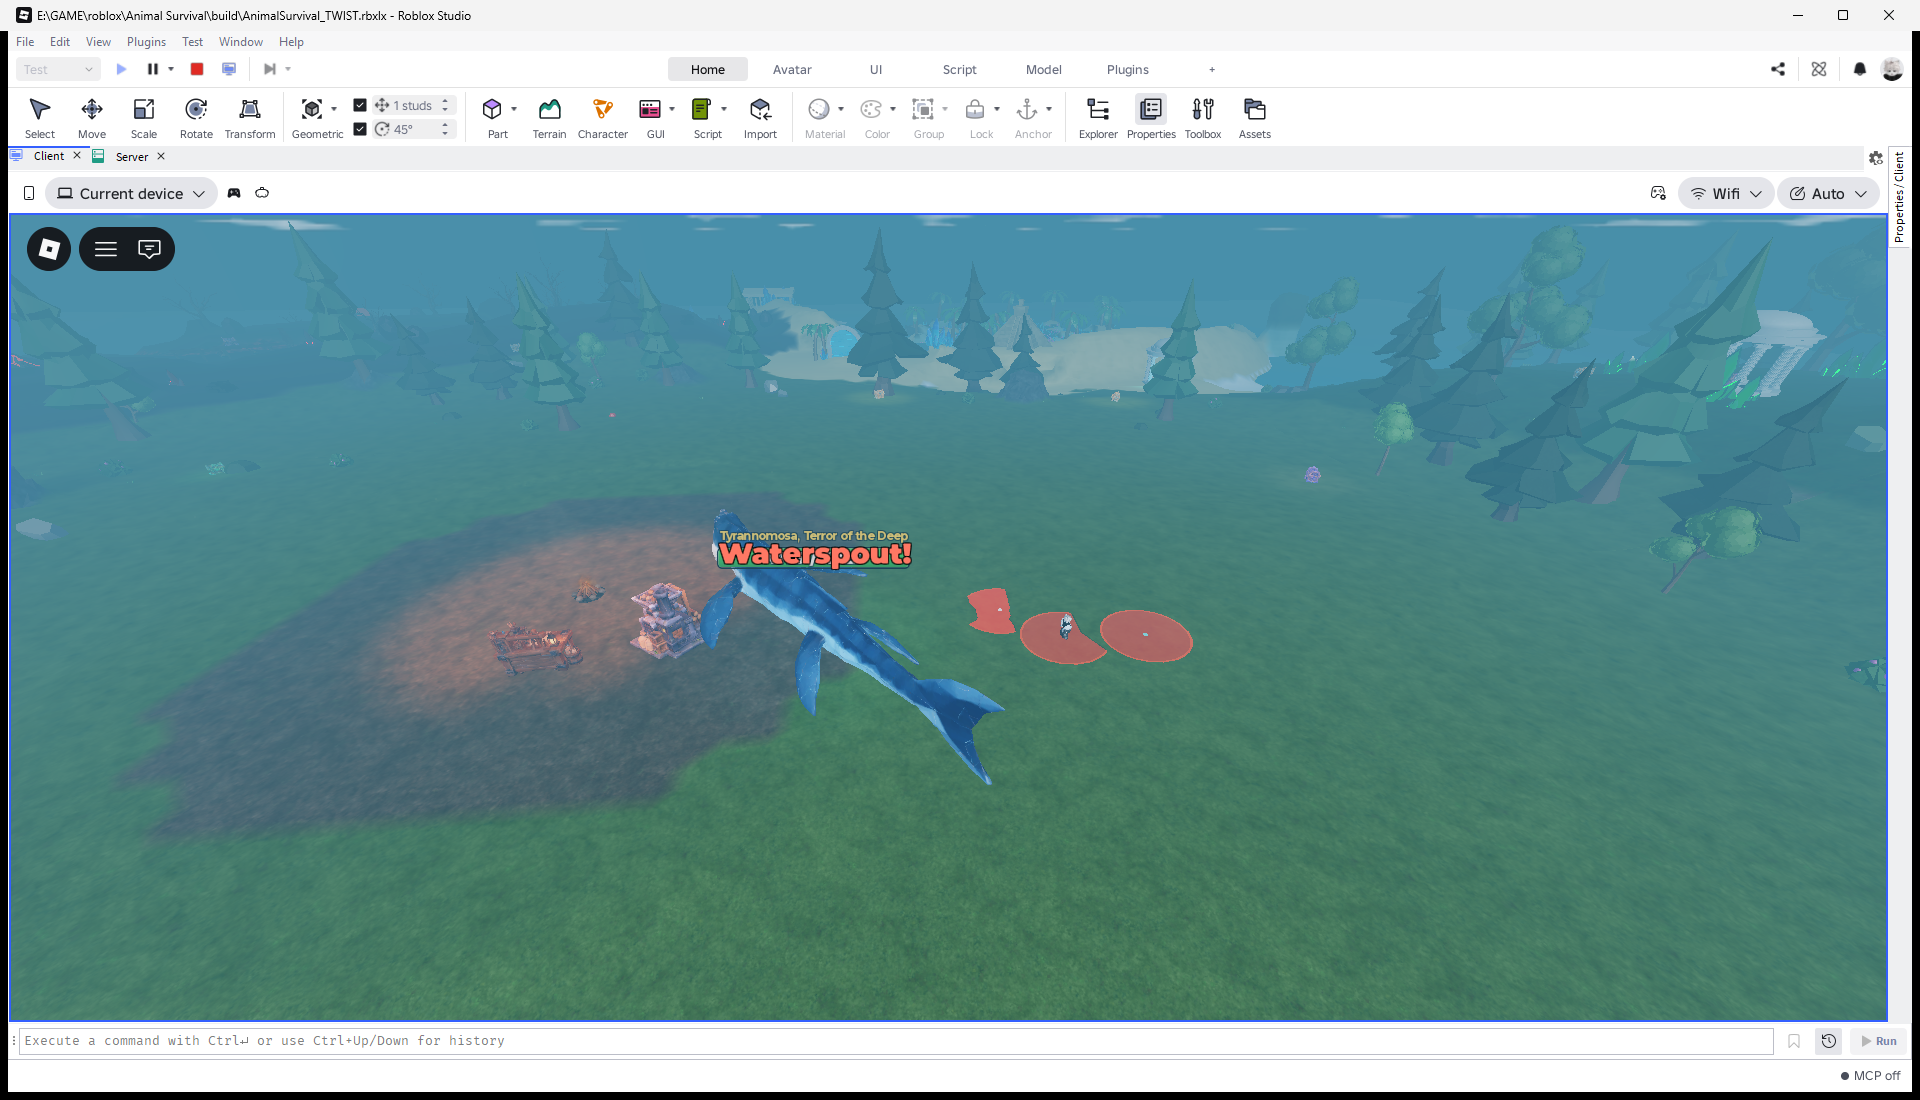 E:\GAME\roblox\Animal Survival\build\AnimalSurvival_TWIST.rbxlx - Roblox Studio
File Edit View Plugins Test Window Help
Test
Home Avatar UI Script Model Plugins +
1 studs
45°
Select Move Scale Rotate Transform Geometric Part Terrain Character GUI Script Import Material Color Group Lock Anchor Explorer Properties Toolbox Assets
Client Server
Properties / Client
Current device
Wifi Auto
Tyrannomosa, Terror of the Deep
Waterspout!
Execute a command with Ctrl↵ or use Ctrl+Up/Down for history
Run
MCP off